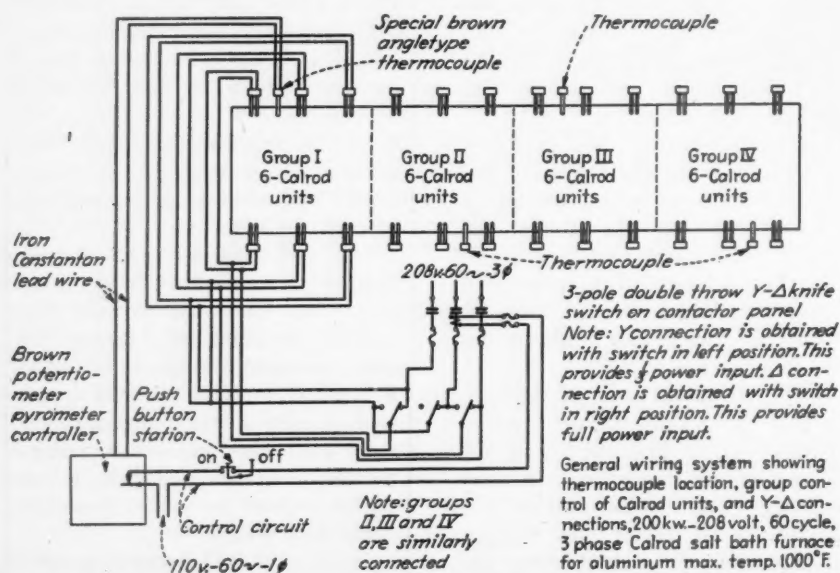 Special brown
angletype
thermocouple
Thermocouple
Group I
6-Calrod
units
Group II
6-Calrod
units
Group III
6-Calrod
units
Group IV
6-Calrod
units
Iron
Constantan
lead wire
208v.-60~-3ϕ
Thermocouple
3-pole double throw Y-Δ knife
switch on contactor panel
Note: Y connection is obtained
with switch in left position. This
provides ⅓ power input. Δ con-
nection is obtained with switch
in right position. This provides
full power input.
Brown
potentio-
meter
pyrometer
controller
Push
button
station
on
off
Control circuit
110v.-60~-1ϕ
Note: groups
II, III and IV
are similarly
connected
General wiring system showing
thermocouple location, group con-
trol of Calrod units, and Y-Δ con-
nections, 200 kw.-208 volt, 60 cycle,
3 phase Calrod salt bath furnace
for aluminum max. temp. 1000°F.